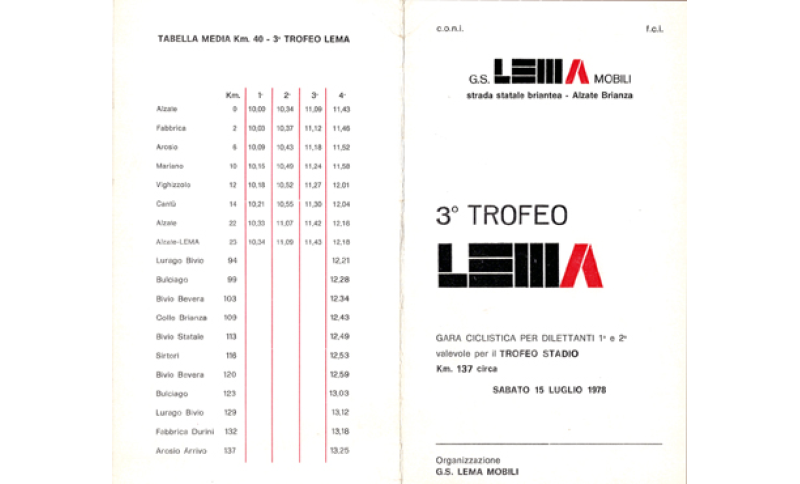 TABELLA MEDIA Km. 40 - 3º TROFEO LEMA
Km. 1ª 2ª 3ª 4ª
Alzate 0 10,00 10,34 11,09 11,43
Fabbrica 2 10,03 10,37 11,12 11,46
Arosio 6 10,09 10,43 11,18 11,52
Mariano 10 10,15 10,49 11,24 11,58
Vighizzolo 12 10,18 10,52 11,27 12,01
Cantù 14 10,21 10,55 11,30 12,04
Alzate 22 10,33 11,07 11,42 12,16
Alzate-LEMA 23 10,34 11,09 11,43 12,18
Lurago Bivio 94 12,21
Bulciago 99 12,28
Bivio Bevera 103 12,34
Colle Brianza 109 12,43
Bivio Statale 113 12,49
Sirtori 116 12,53
Bivio Bevera 120 12,59
Bulciago 123 13,03
Lurago Bivio 129 13,12
Fabbrica Durini 132 13,18
Arosio Arrivo 137 13,25
c.o.n.i. f.c.i.
G.S. LEMA MOBILI
strada statale briantea - Alzate Brianza
3° TROFEO
LEMA
GARA CICLISTICA PER DILETTANTI 1ª e 2ª
valevole per il TROFEO STADIO
Km. 137 circa
SABATO 15 LUGLIO 1978
Organizzazione
G.S. LEMA MOBILI